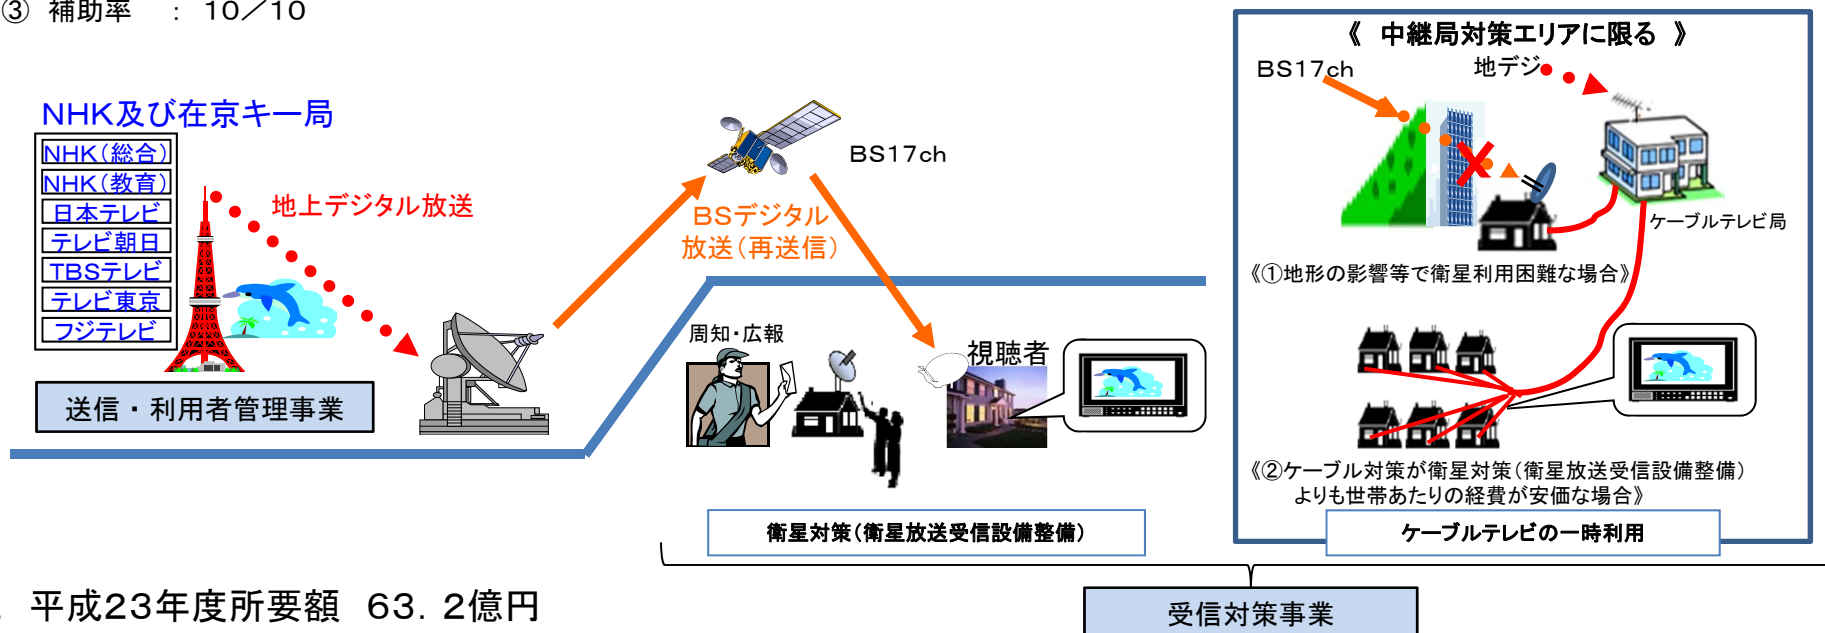 ③ 補助率 : 10/10
NHK及び在京キー局
NHK(総合)
NHK(教育)
日本テレビ
テレビ朝日
TBSテレビ
テレビ東京
フジテレビ
地上デジタル放送
送信・利用者管理事業
BS17ch
BSデジタル
放送(再送信)
周知・広報
視聴者
衛星対策(衛星放送受信設備整備)
《 中継局対策エリアに限る 》
BS17ch
地デジ
ケーブルテレビ局
《①地形の影響等で衛星利用困難な場合》
《②ケーブル対策が衛星対策(衛星放送受信設備整備)
よりも世帯あたりの経費が安価な場合》
ケーブルテレビの一時利用
受信対策事業
平成23年度所要額 63.2億円